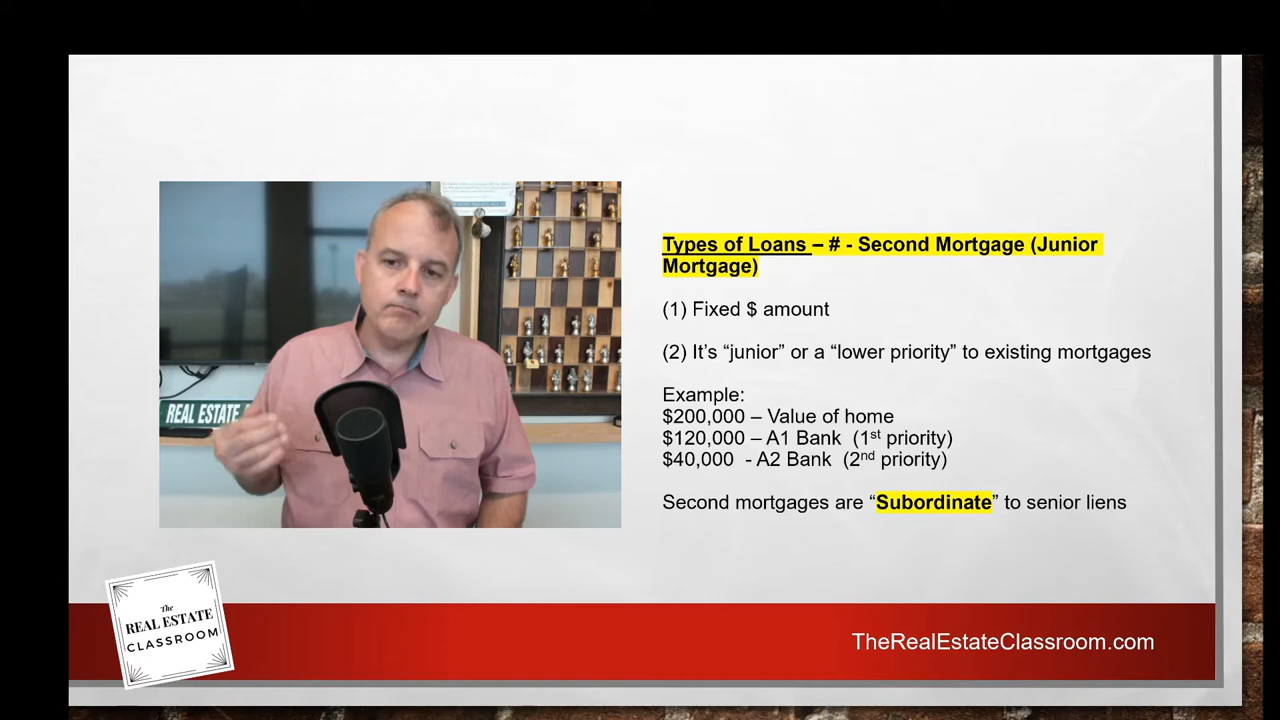 Types of Loans – # - Second Mortgage (Junior
Mortgage)
(1) Fixed $ amount
(2) It’s “junior” or a “lower priority” to existing mortgages
Example:
$200,000 – Value of home
$120,000 – A1 Bank (1st priority)
$40,000 - A2 Bank (2nd priority)
Second mortgages are “Subordinate” to senior liens
REAL ESTATE
The
REAL ESTATE
CLASSROOM
TheRealEstateClassroom.com